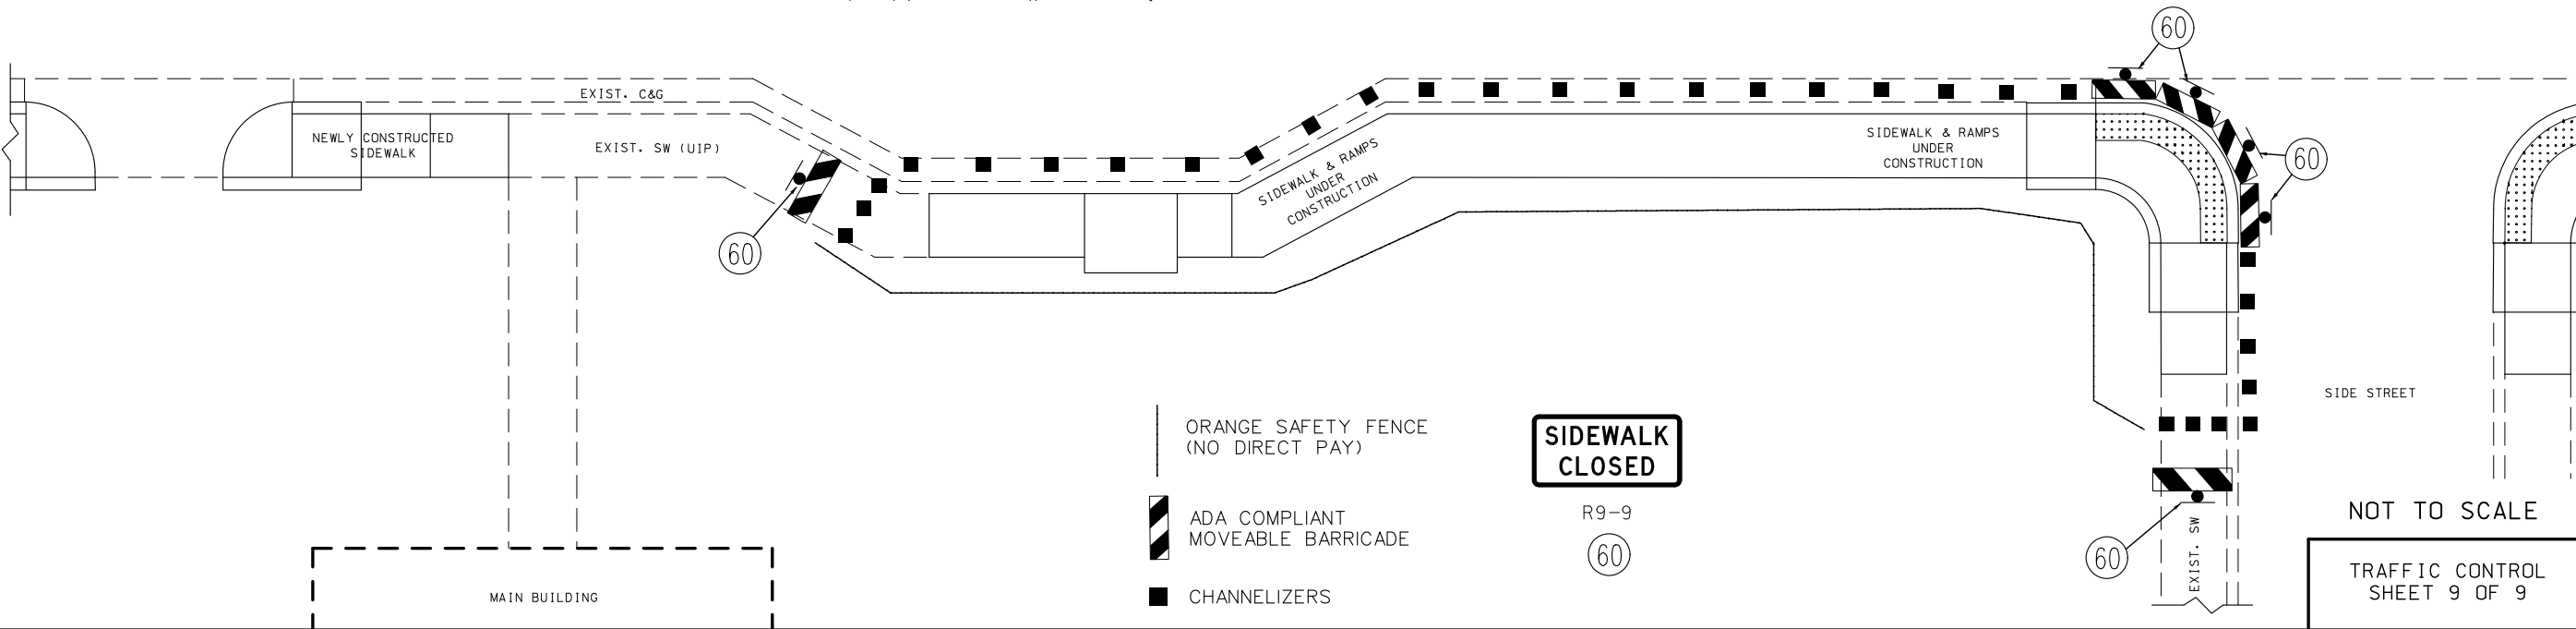 60
EXIST. C&G
NEWLY CONSTRUCTED
SIDEWALK
EXIST. SW (UIP)
SIDEWALK & RAMPS
UNDER
CONSTRUCTION
SIDEWALK & RAMPS
UNDER
CONSTRUCTION
60
60
SIDE STREET
ORANGE SAFETY FENCE
(NO DIRECT PAY)
SIDEWALK
CLOSED
R9-9
60
ADA COMPLIANT
MOVEABLE BARRICADE
CHANNELIZERS
MAIN BUILDING
60
EXIST. SW
NOT TO SCALE
TRAFFIC CONTROL
SHEET 9 OF 9